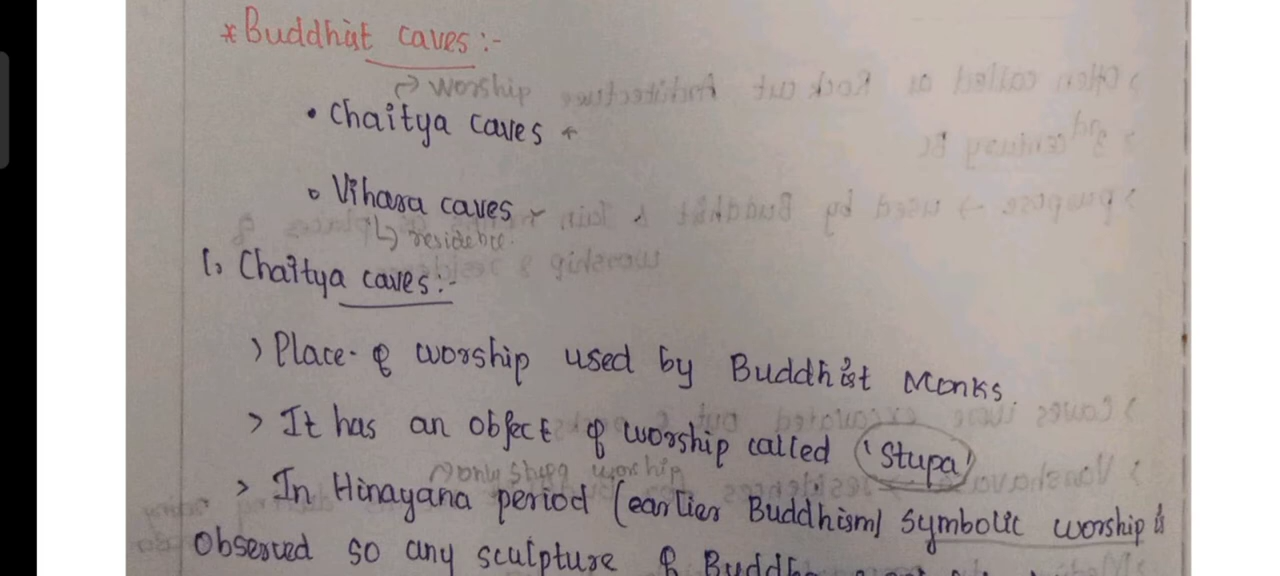 * Buddhist caves :-
→ worship
• Chaitya caves
• Vihara caves
↳ residence.
1. Chaitya caves :-
> Place of worship used by Buddhist Monks.
> It has an object of worship called 'Stupa'
→ only stupa worship
> In Hinayana period (earlier Buddhism) symbolic worship is
observed so any sculpture of